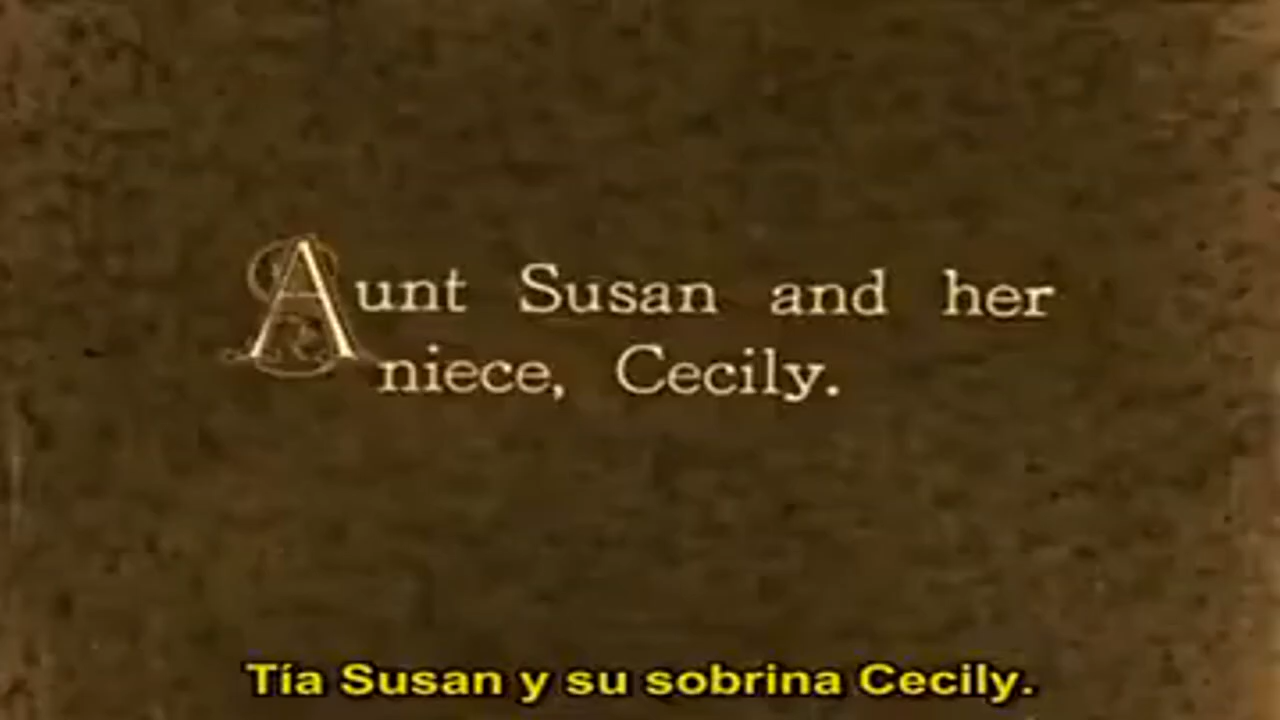 Aunt Susan and her
niece, Cecily.
Tía Susan y su sobrina Cecily.